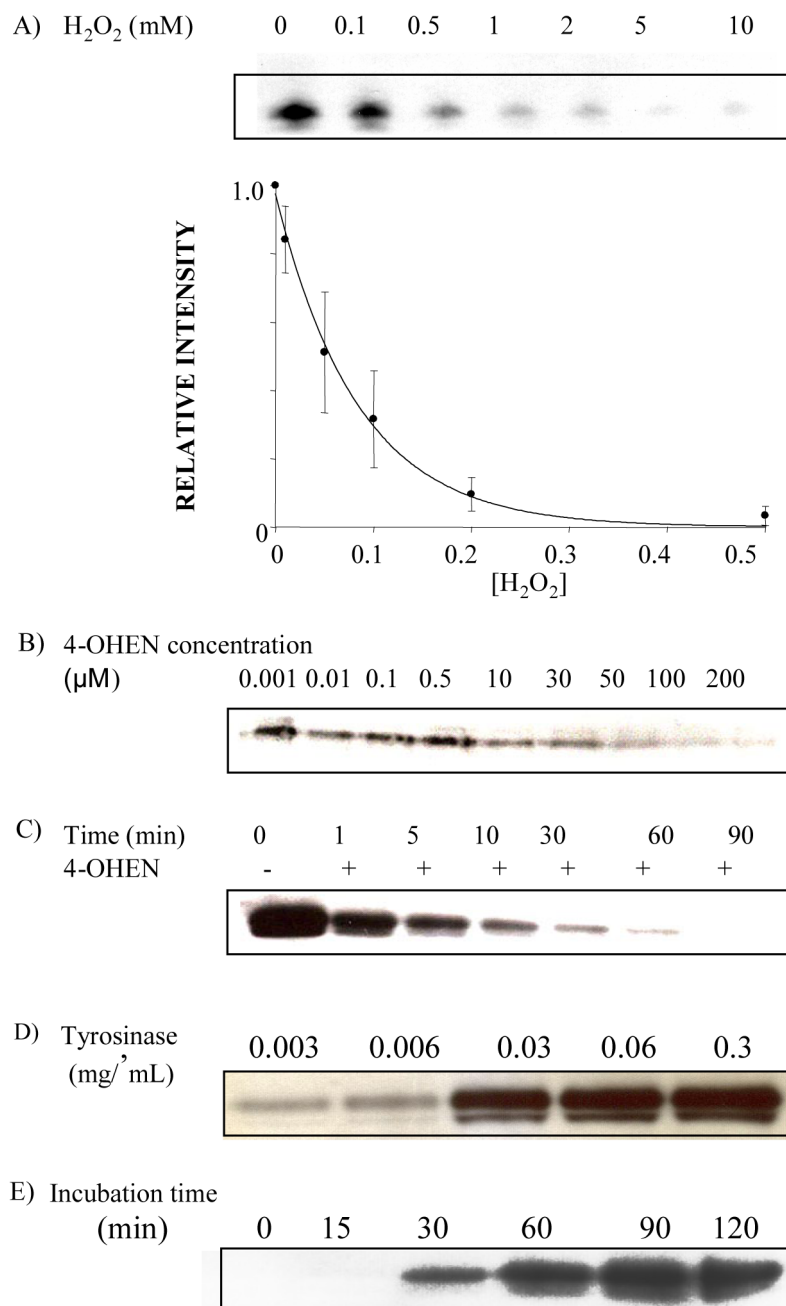 A) H₂O₂ (mM) 0 0.1 0.5 1 2 5 10
RELATIVE INTENSITY
1.0
0
0 0.1 0.2 0.3 0.4 0.5
[H₂O₂]
B) 4-OHEN concentration
(µM) 0.001 0.01 0.1 0.5 10 30 50 100 200
C) Time (min) 0 1 5 10 30 60 90
4-OHEN - + + + + + +
D) Tyrosinase 0.003 0.006 0.03 0.06 0.3
(mg/’mL)
E) Incubation time
(min) 0 15 30 60 90 120